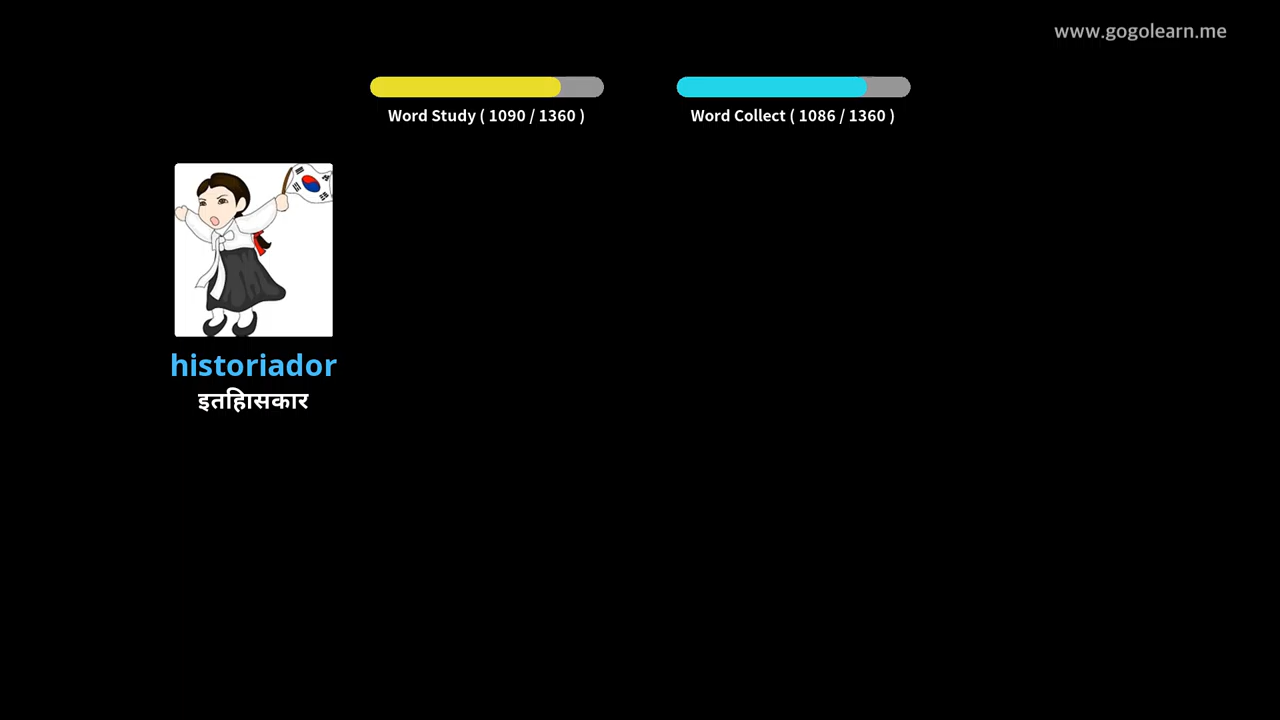 www.gogolearn.me
Word Study ( 1090 / 1360 )
Word Collect ( 1086 / 1360 )
historiador
इतिहासकार